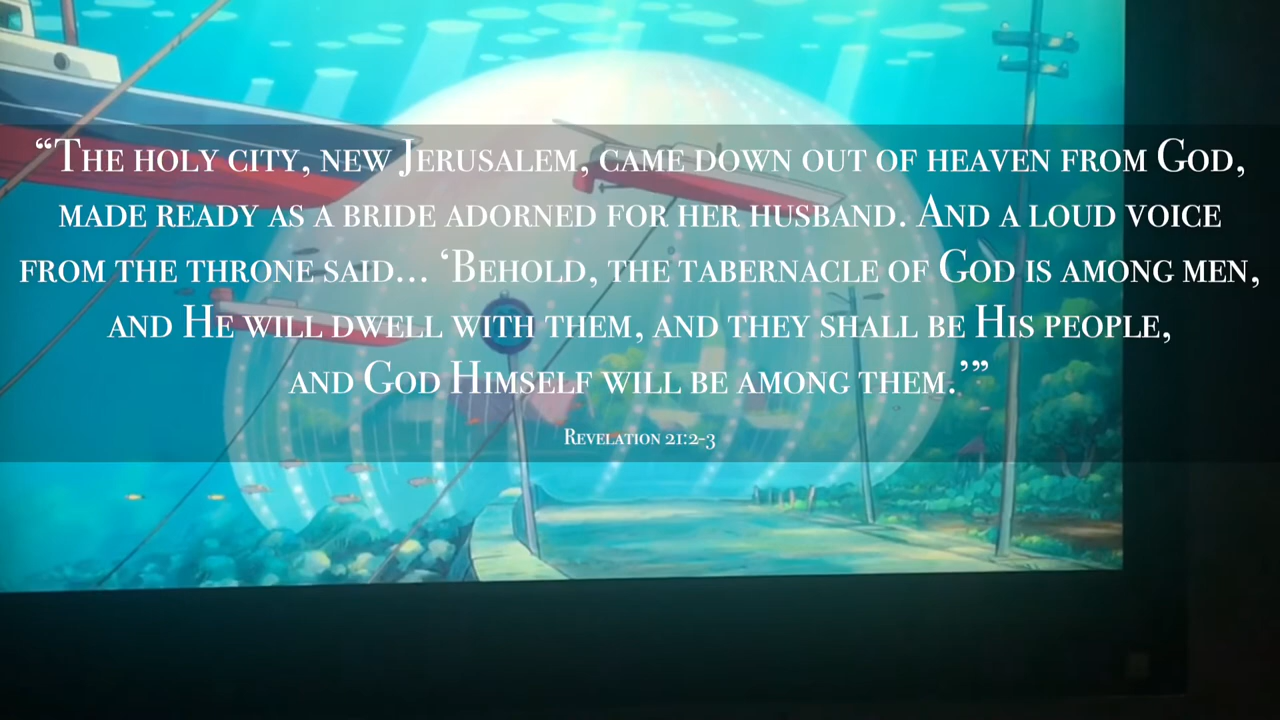 “The holy city, new Jerusalem, came down out of heaven from God,
made ready as a bride adorned for her husband. And a loud voice
from the throne said... ‘Behold, the tabernacle of God is among men,
and He will dwell with them, and they shall be His people,
and God Himself will be among them.’”
Revelation 21:2-3